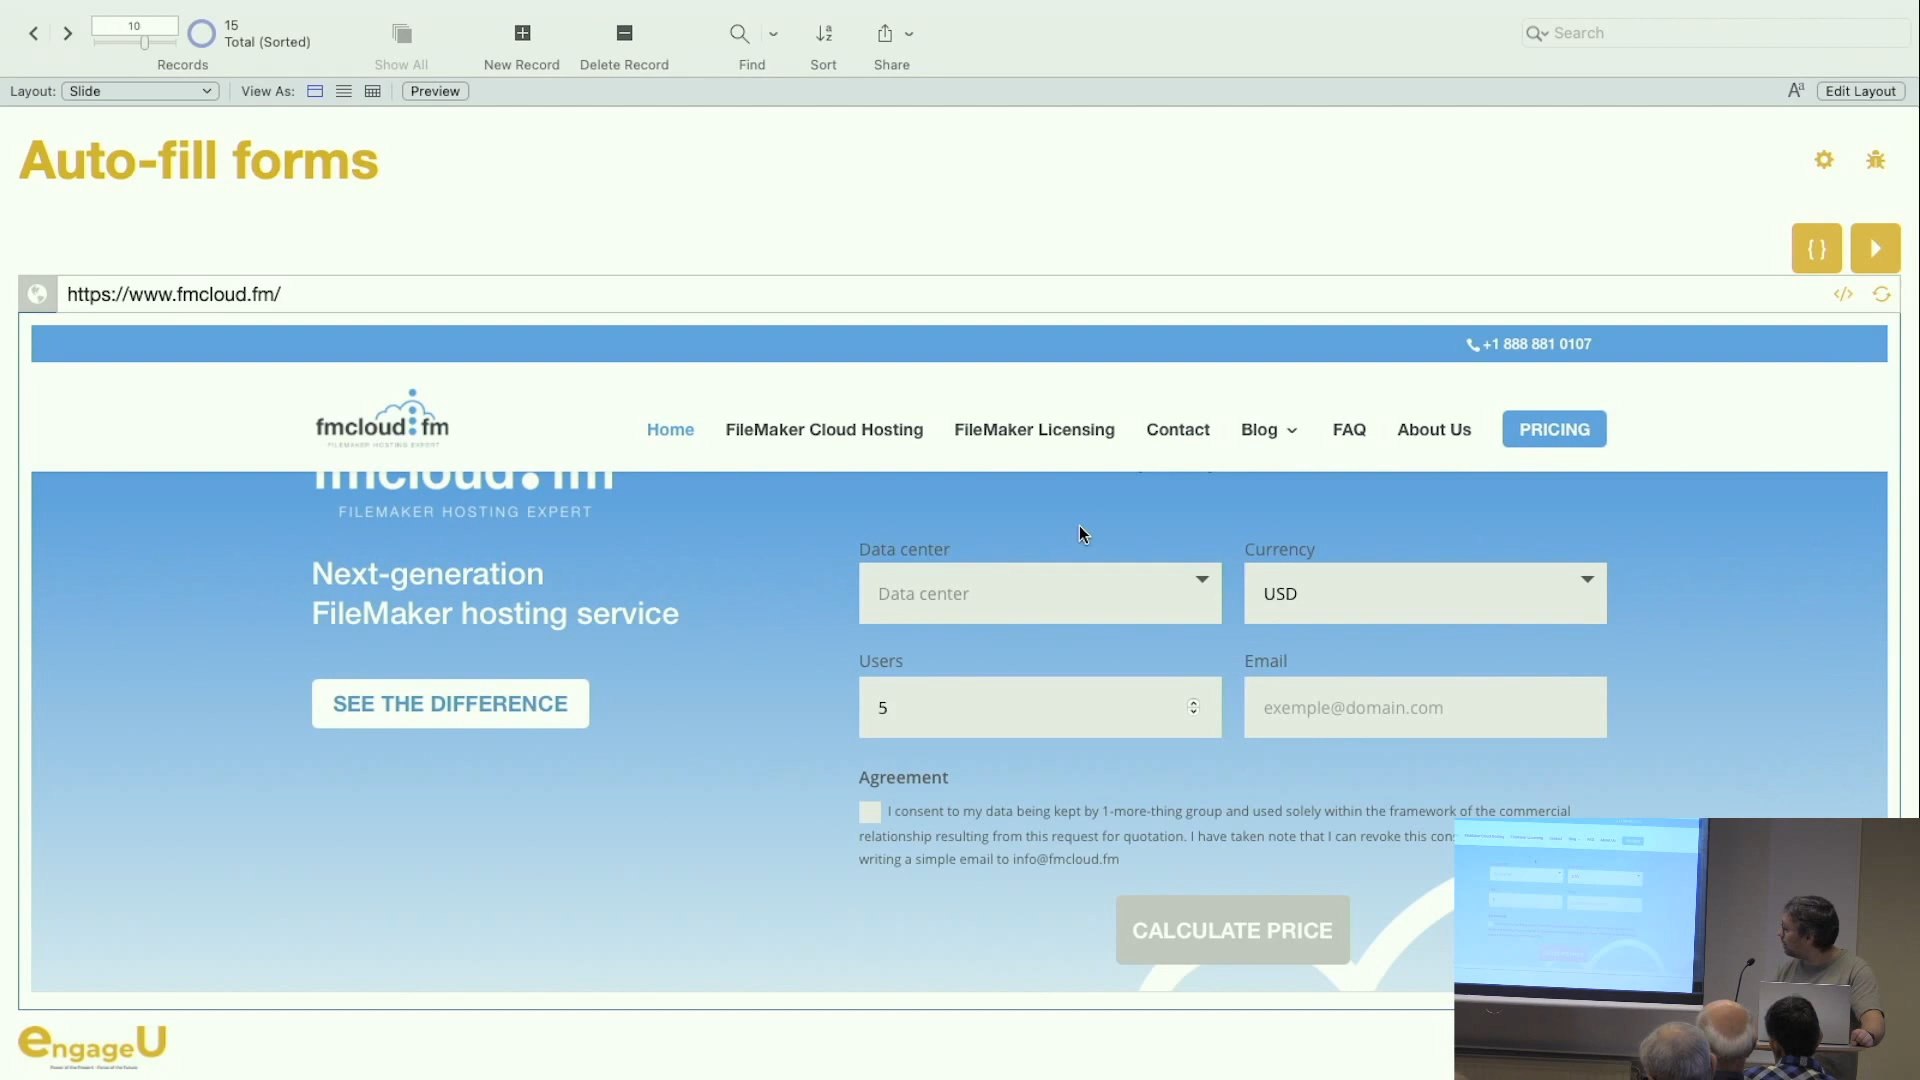 10
15
Total (Sorted)
Records
Show All
New Record
Delete Record
Find
Sort
Share
Search
Layout: Slide
View As:
Preview
Aa
Edit Layout
Auto-fill forms
{ }
https://www.fmcloud.fm/
</>
+1 888 881 0107
fmcloud fm
FILEMAKER HOSTING EXPERT
Home
FileMaker Cloud Hosting
FileMaker Licensing
Contact
Blog
FAQ
About Us
PRICING
fmcloud.fm
FILEMAKER HOSTING EXPERT
Next-generation
FileMaker hosting service
SEE THE DIFFERENCE
Data center
Currency
Data center
USD
Users
Email
5
exemple@domain.com
Agreement
I consent to my data being kept by 1-more-thing group and used solely within the framework of the commercial
relationship resulting from this request for quotation. I have taken note that I can revoke this
writing a simple email to info@fmcloud.fm
CALCULATE PRICE
engageU